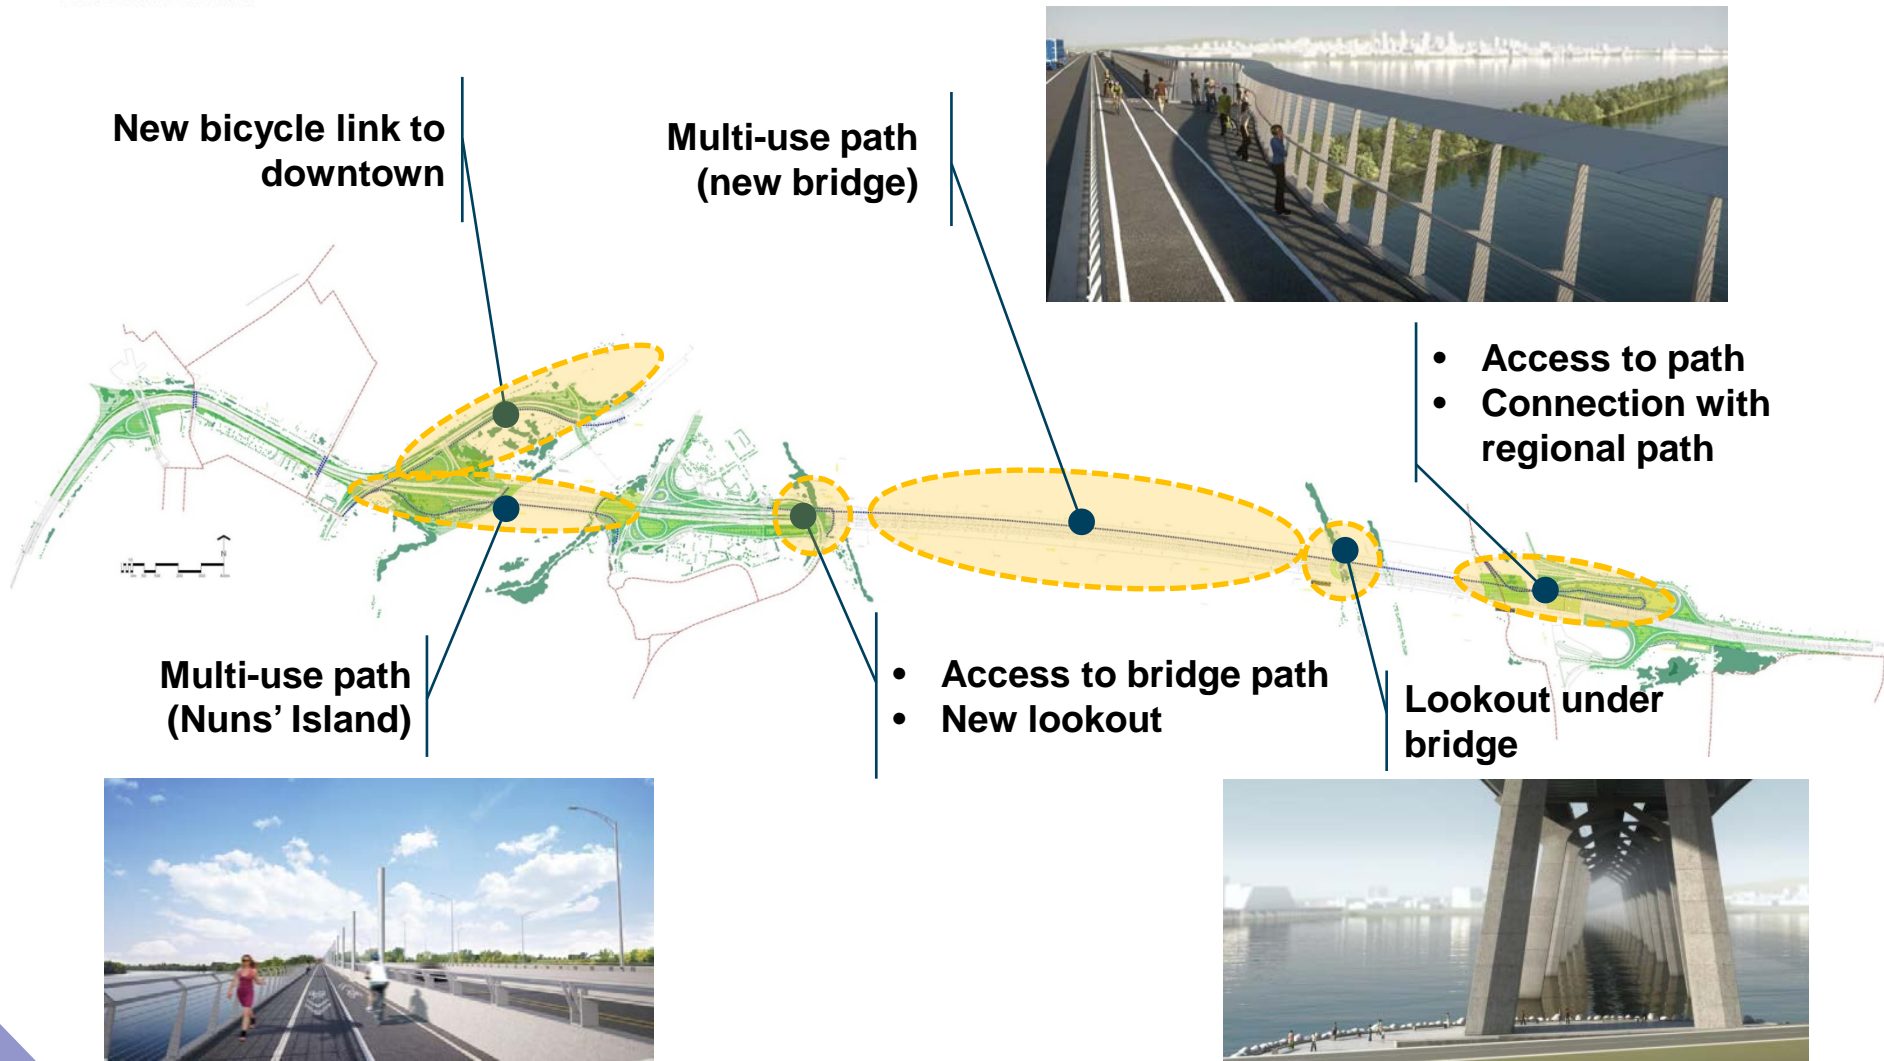 New bicycle link to
downtown
Multi-use path
(new bridge)
• Access to path
• Connection with
regional path
Multi-use path
(Nuns’ Island)
• Access to bridge path
• New lookout
Lookout under
bridge
N